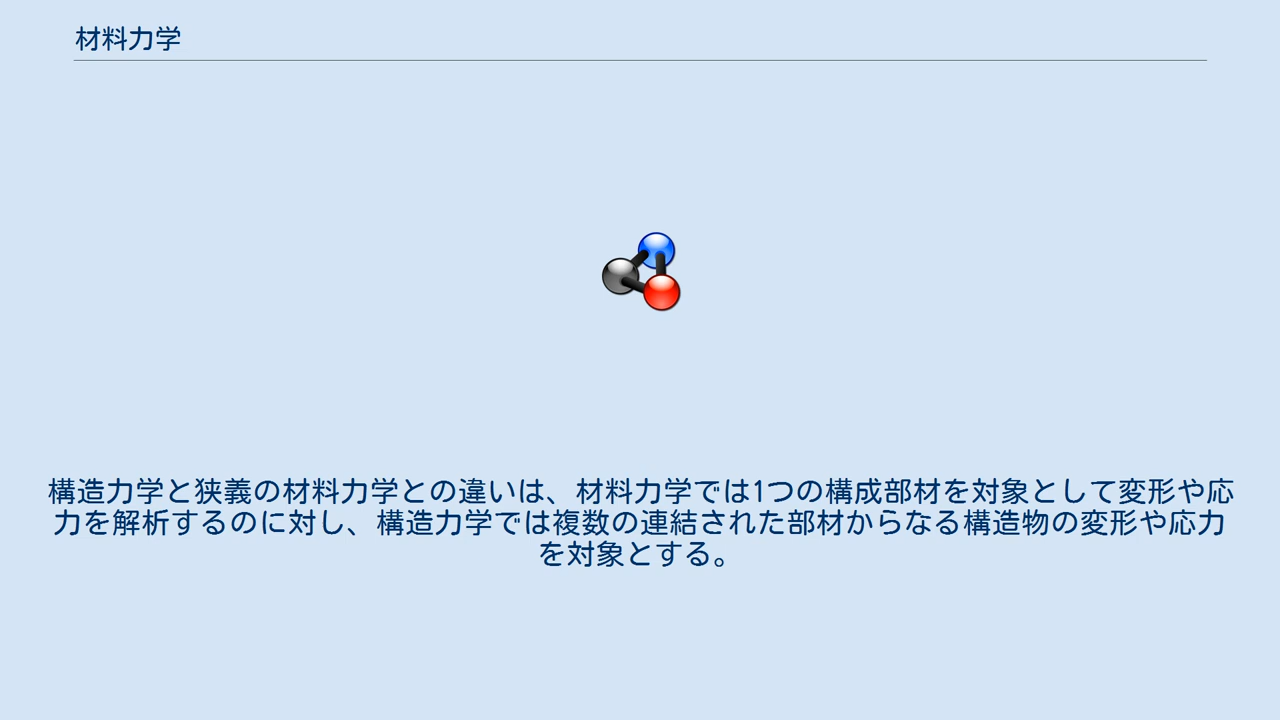 材料力学
構造力学と狭義の材料力学との違いは、材料力学では1つの構成部材を対象として変形や応
力を解析するのに対し、構造力学では複数の連結された部材からなる構造物の変形や応力
を対象とする。